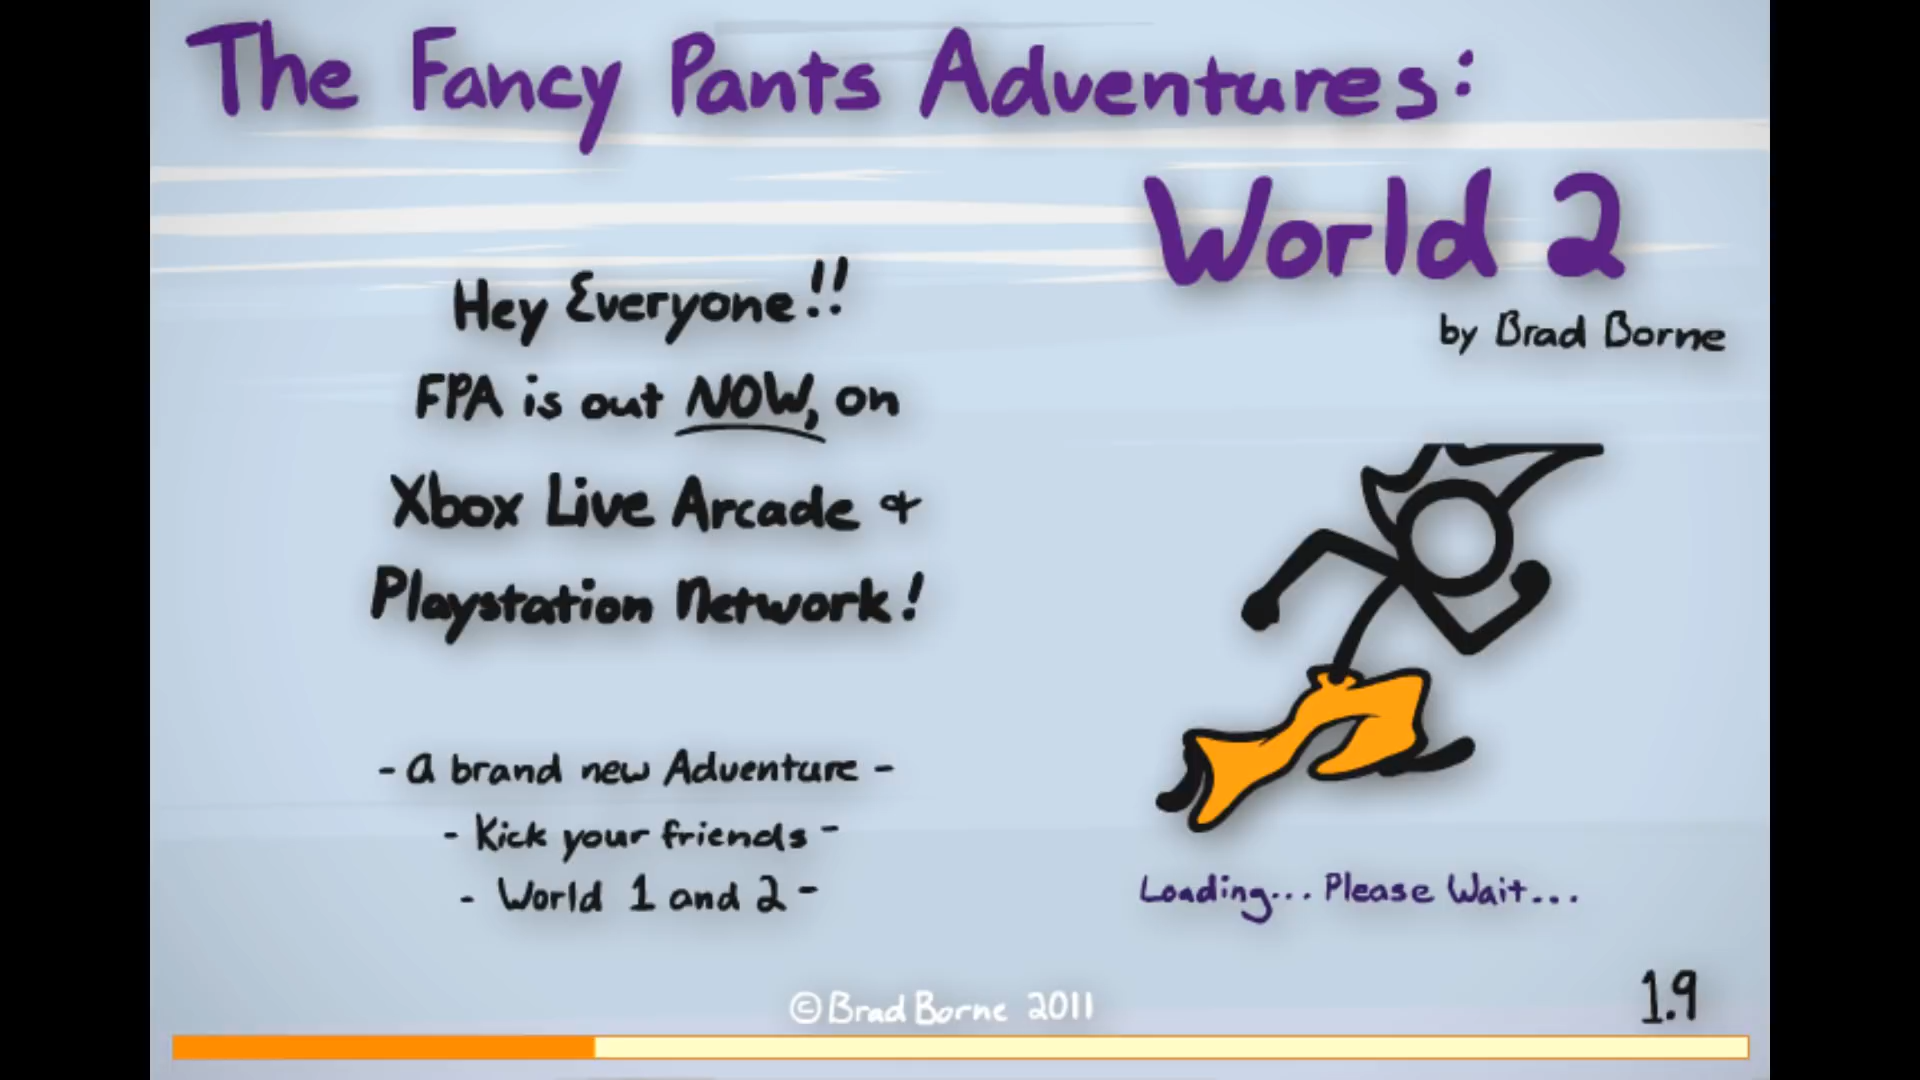 The Fancy Pants Adventures:
World 2
by Brad Borne
Hey Everyone!!
FPA is out NOW, on
Xbox Live Arcade &
Playstation Network!
- A brand new Adventure -
- Kick your friends -
- World 1 and 2 -
Loading... Please Wait...
1.9
© Brad Borne 2011